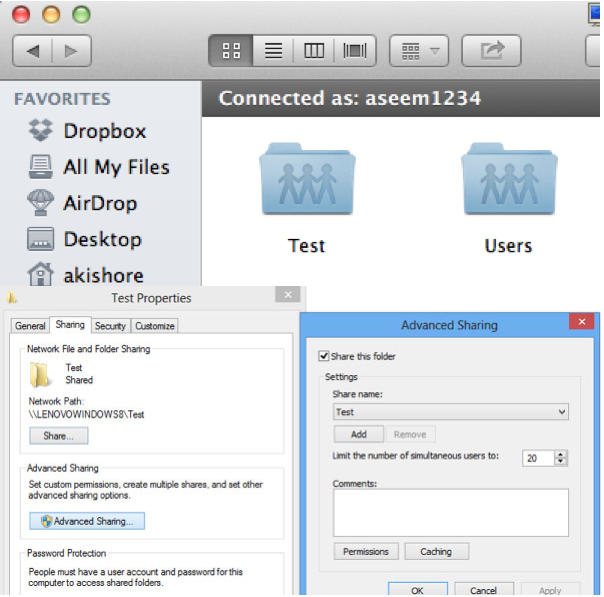 FAVORITES
Dropbox
All My Files
AirDrop
Desktop
akishore
Connected as: aseem1234
Test
Users
Test Properties
General
Sharing
Security
Customize
Network File and Folder Sharing
Test
Shared
Network Path:
\\LENOVOWINDOWS8\Test
Share...
Advanced Sharing
Set custom permissions, create multiple shares, and set other
advanced sharing options.
Advanced Sharing...
Password Protection
People must have a user account and password for this
computer to access shared folders.
Advanced Sharing
Share this folder
Settings
Share name:
Test
Add
Remove
Limit the number of simultaneous users to:
20
Comments:
Permissions
Caching
OK
Cancel
Apply